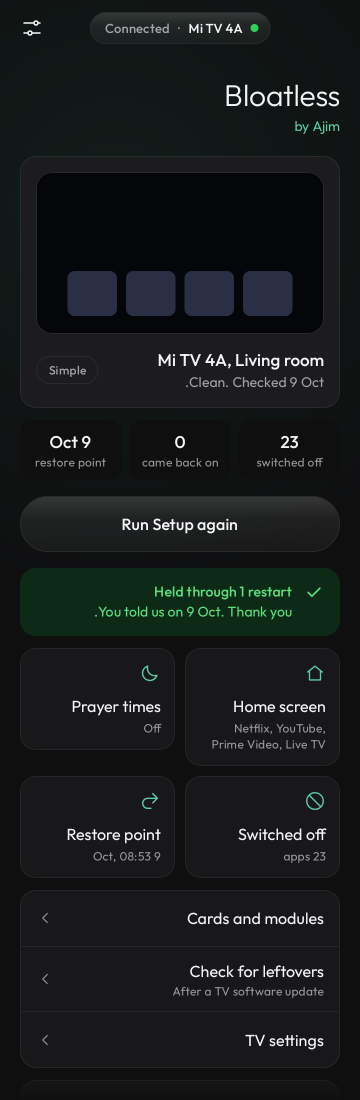 Connected · Mi TV 4A
Bloatless
by Ajim
Mi TV 4A, Living room
.Clean. Checked 9 Oct
Simple
Oct 9
restore point
0
came back on
23
switched off
Run Setup again
Held through 1 restart
.You told us on 9 Oct. Thank you
Prayer times
Off
Home screen
Netflix, YouTube,
Prime Video, Live TV
Restore point
Oct, 08:53 9
Switched off
apps 23
Cards and modules
Check for leftovers
After a TV software update
TV settings